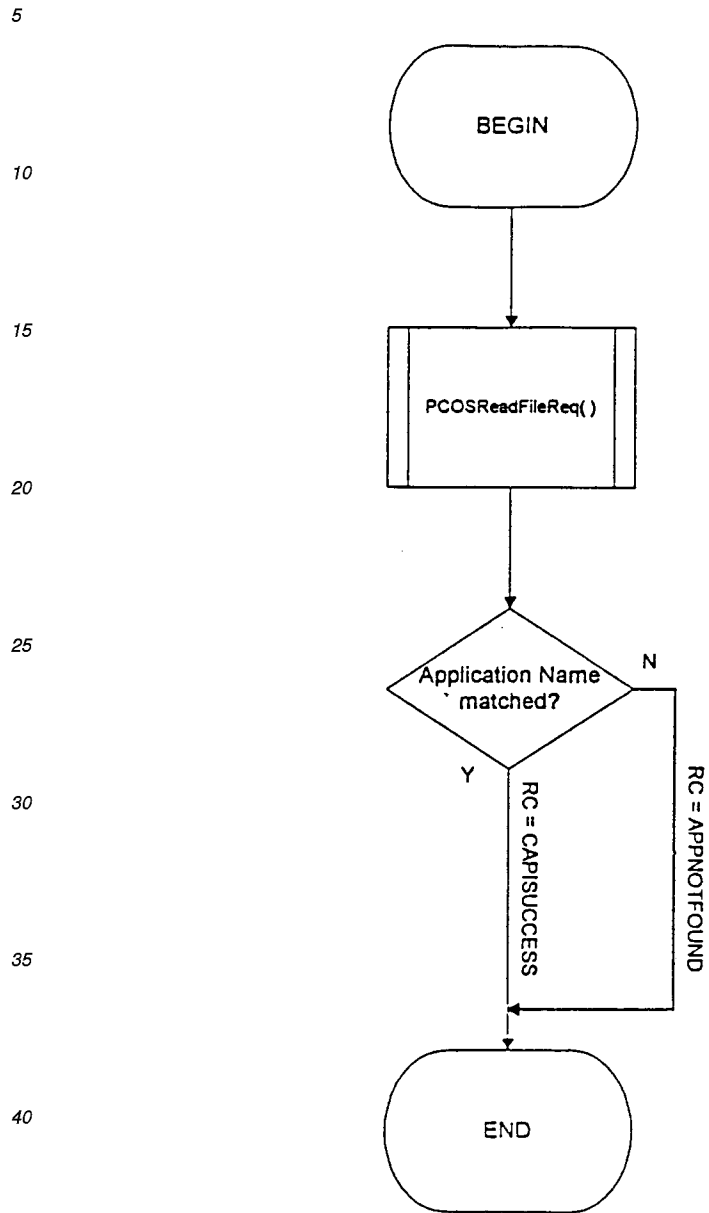 5
BEGIN
10
15
PCOSReadFileReq( )
20
25
Application Name
matched?
N
Y
30
RC = CAPISUCCESS
RC = APPNOTFOUND
35
40
END